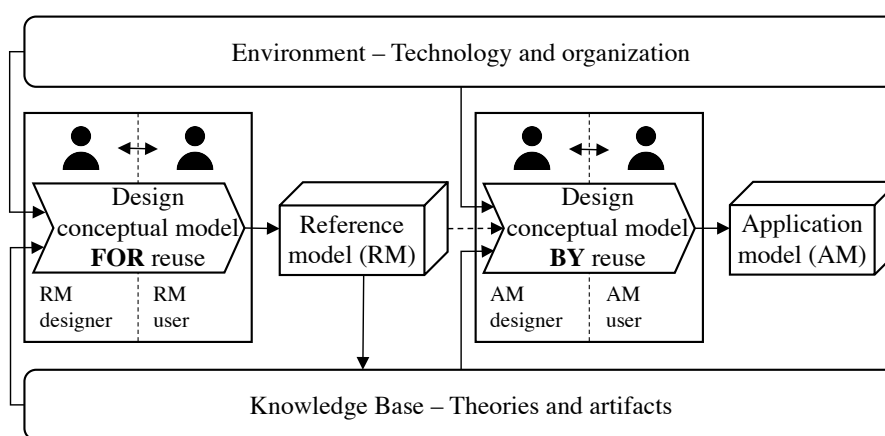 Environment – Technology and organization
Design
conceptual model
FOR reuse
RM
designer
RM
user
Reference
model (RM)
Design
conceptual model
BY reuse
AM
designer
AM
user
Application
model (AM)
Knowledge Base – Theories and artifacts